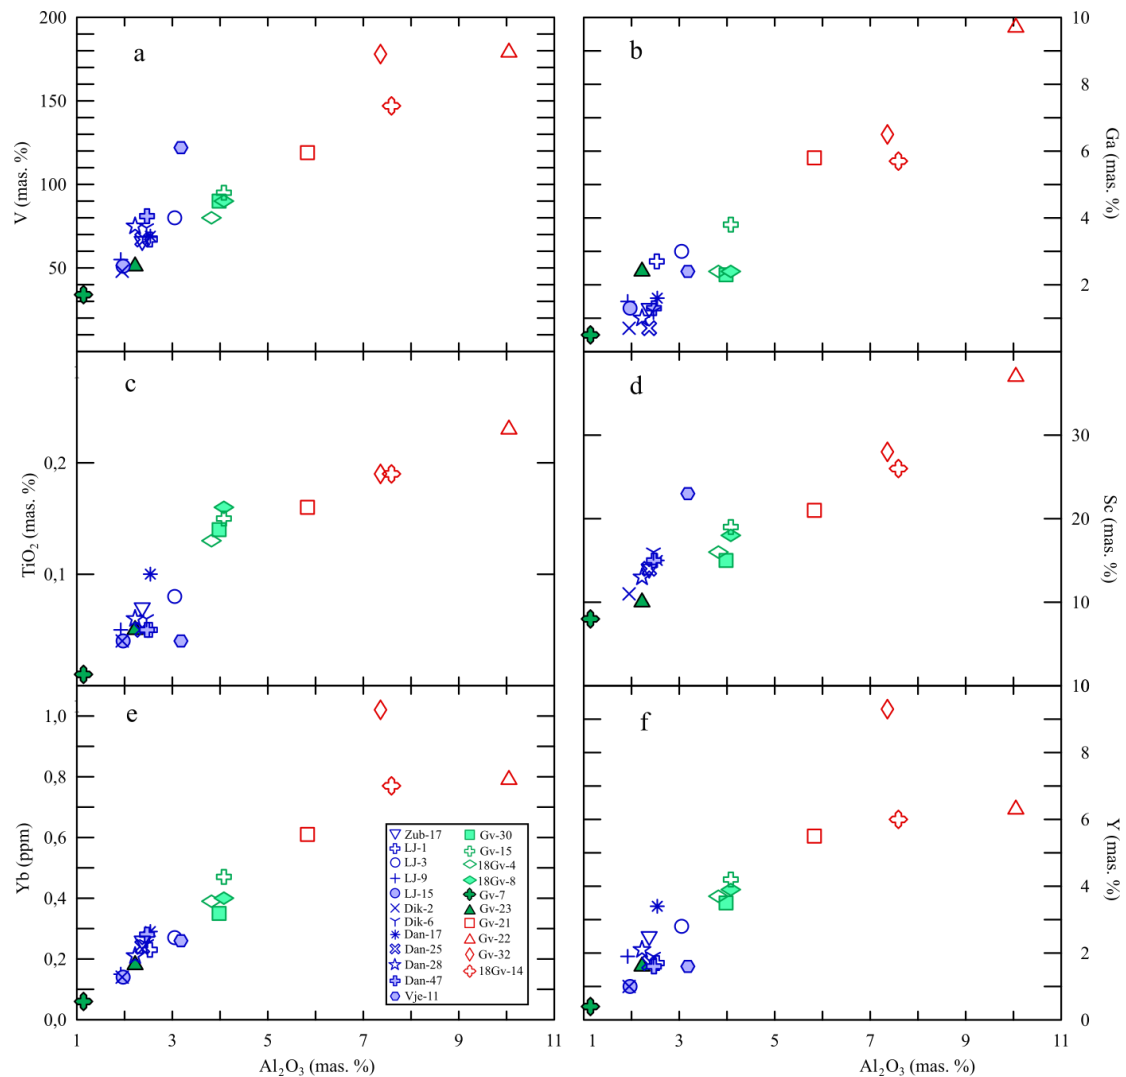 a
200
150
100
50
V (mas. %)
b
10
8
6
4
2
Ga (mas. %)
c
0,2
0,1
TiO2 (mas. %)
d
30
20
10
10
Sc (mas. %)
e
1,0
0,8
0,6
0,4
0,2
0,0
Yb (ppm)
Zub-17
LJ-1
LJ-3
LJ-9
LJ-15
Dik-2
Dik-6
Dan-17
Dan-25
Dan-28
Dan-47
Vje-11
Gv-30
Gv-15
18Gv-4
18Gv-8
Gv-7
Gv-23
Gv-21
Gv-22
Gv-32
18Gv-14
1 3 5 7 9 11
Al2O3 (mas. %)
f
8
6
4
2
0
Y (mas. %)
1 3 5 7 9 11
Al2O3 (mas. %)